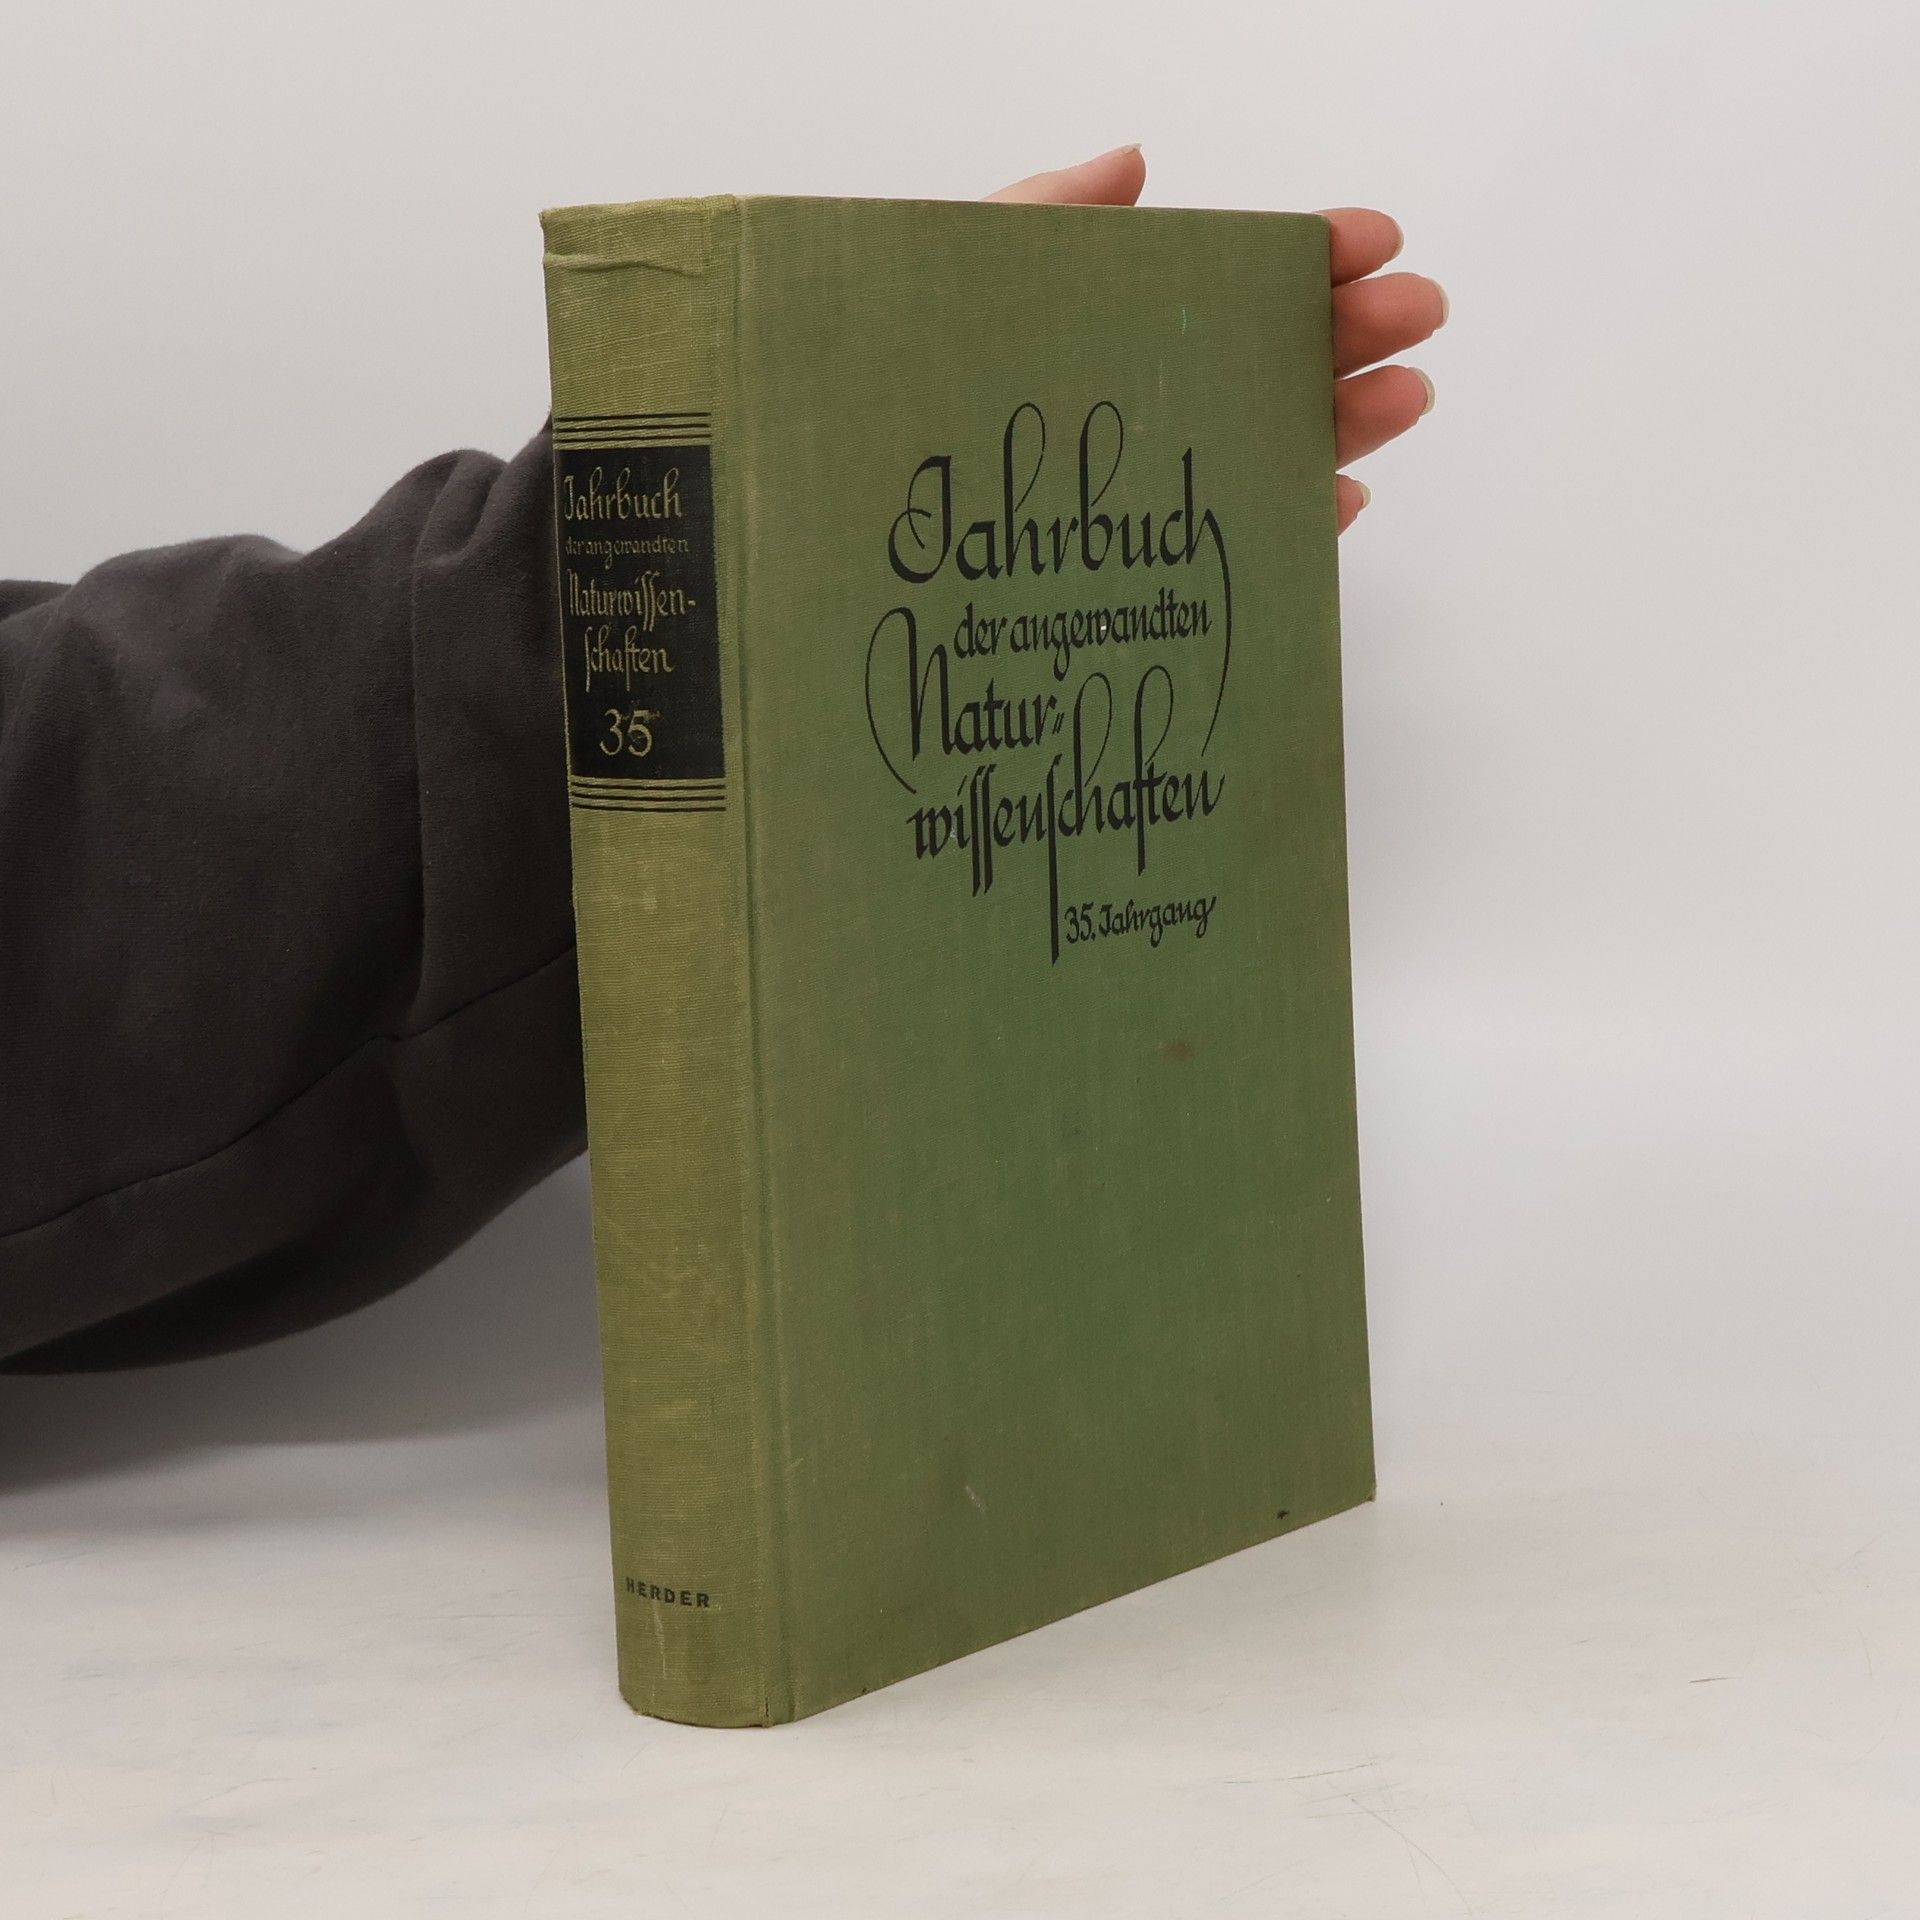 Jahrbuch
der angewandten
Naturwissen-
schaften
35
HERDER
Jahrbuch
der angewandten
Natur-
wissenschaften
35. Jahrgang